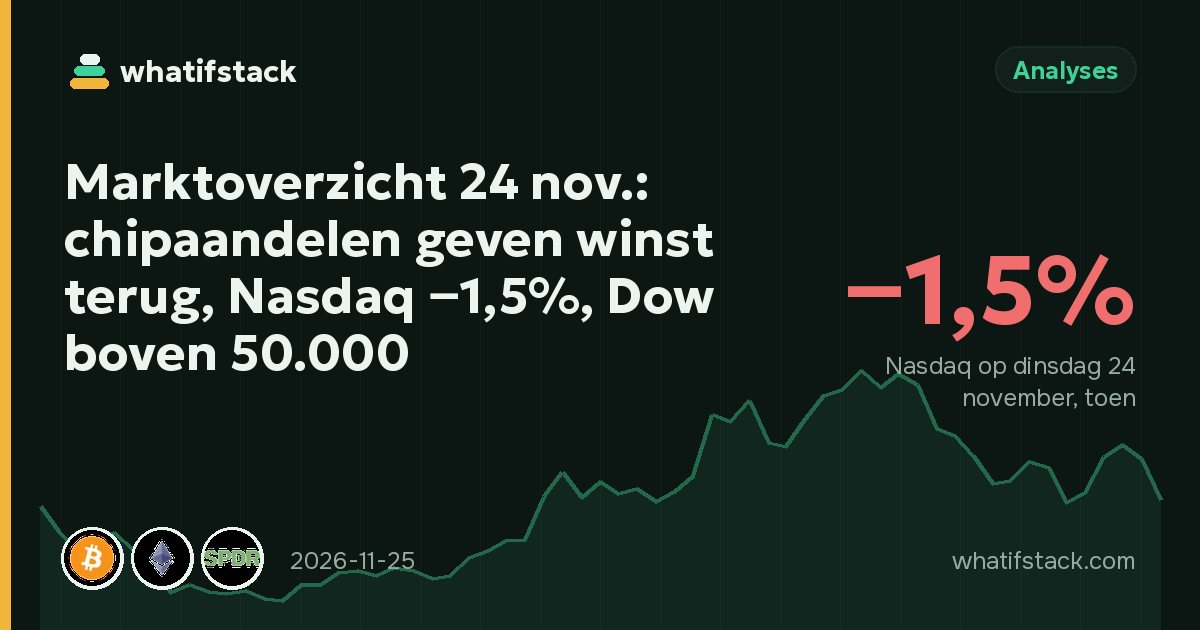 whatifstack
Analyses
Marktoverzicht 24 nov.:
chipaandelen geven winst
terug, Nasdaq −1,5%, Dow
boven 50.000
−1,5%
Nasdaq op dinsdag 24
november, toen
SPDR
2026-11-25
whatifstack.com